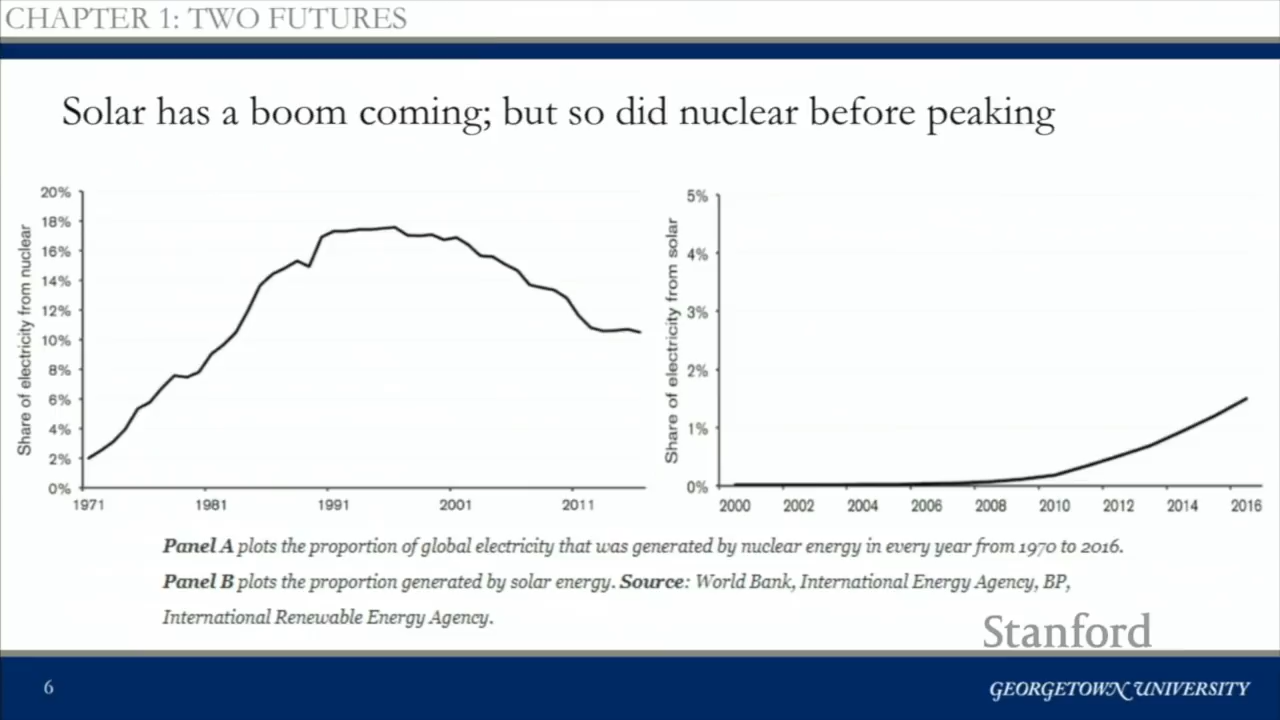 CHAPTER 1: TWO FUTURES
Solar has a boom coming; but so did nuclear before peaking
Share of electricity from nuclear
20%
18%
16%
14%
12%
10%
8%
6%
4%
2%
0%
1971 1981 1991 2001 2011
Share of electricity from solar
5%
4%
3%
2%
1%
0%
2000 2002 2004 2006 2008 2010 2012 2014 2016
Panel A plots the proportion of global electricity that was generated by nuclear energy in every year from 1970 to 2016.
Panel B plots the proportion generated by solar energy. Source: World Bank, International Energy Agency, BP,
International Renewable Energy Agency.
Stanford
6
GEORGETOWN UNIVERSITY